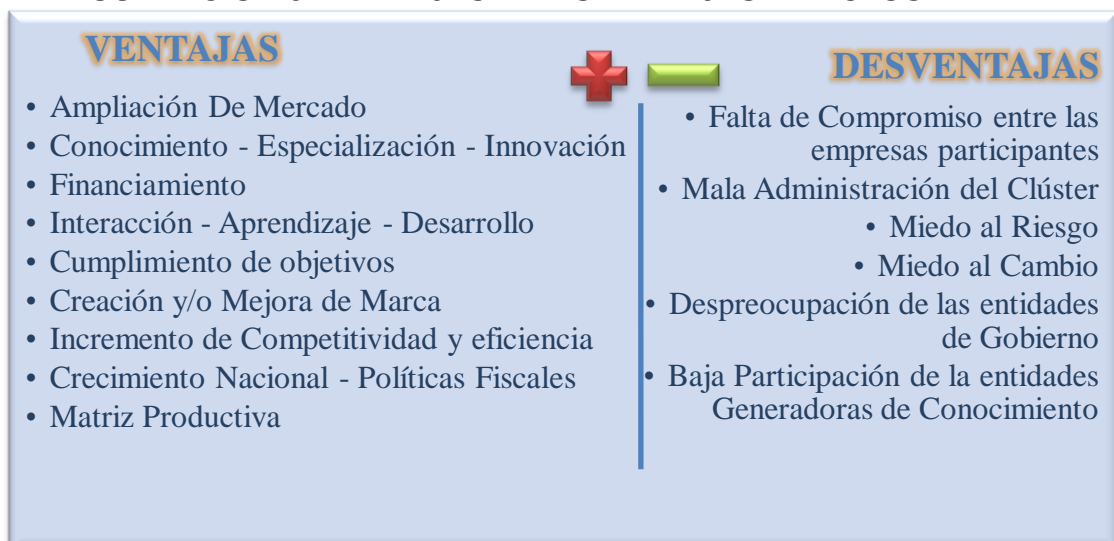 VENTAJAS
• Ampliación De Mercado
• Conocimiento - Especialización - Innovación
• Financiamiento
• Interacción - Aprendizaje - Desarrollo
• Cumplimiento de objetivos
• Creación y/o Mejora de Marca
• Incremento de Competitividad y eficiencia
• Crecimiento Nacional - Políticas Fiscales
• Matriz Productiva
DESVENTAJAS
• Falta de Compromiso entre las
empresas participantes
• Mala Administración del Clúster
• Miedo al Riesgo
• Miedo al Cambio
• Despreocupación de las entidades
de Gobierno
• Baja Participación de la entidades
Generadoras de Conocimiento